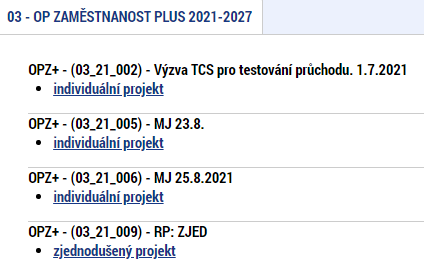 03 - OP ZAMĚSTNANOST PLUS 2021-2027
OPZ+ - (03_21_002) - Výzva TCS pro testování průchodu. 1.7.2021
individuální projekt
OPZ+ - (03_21_005) - MJ 23.8.
individuální projekt
OPZ+ - (03_21_006) - MJ 25.8.2021
individuální projekt
OPZ+ - (03_21_009) - RP: ZJED
zjednodušený projekt